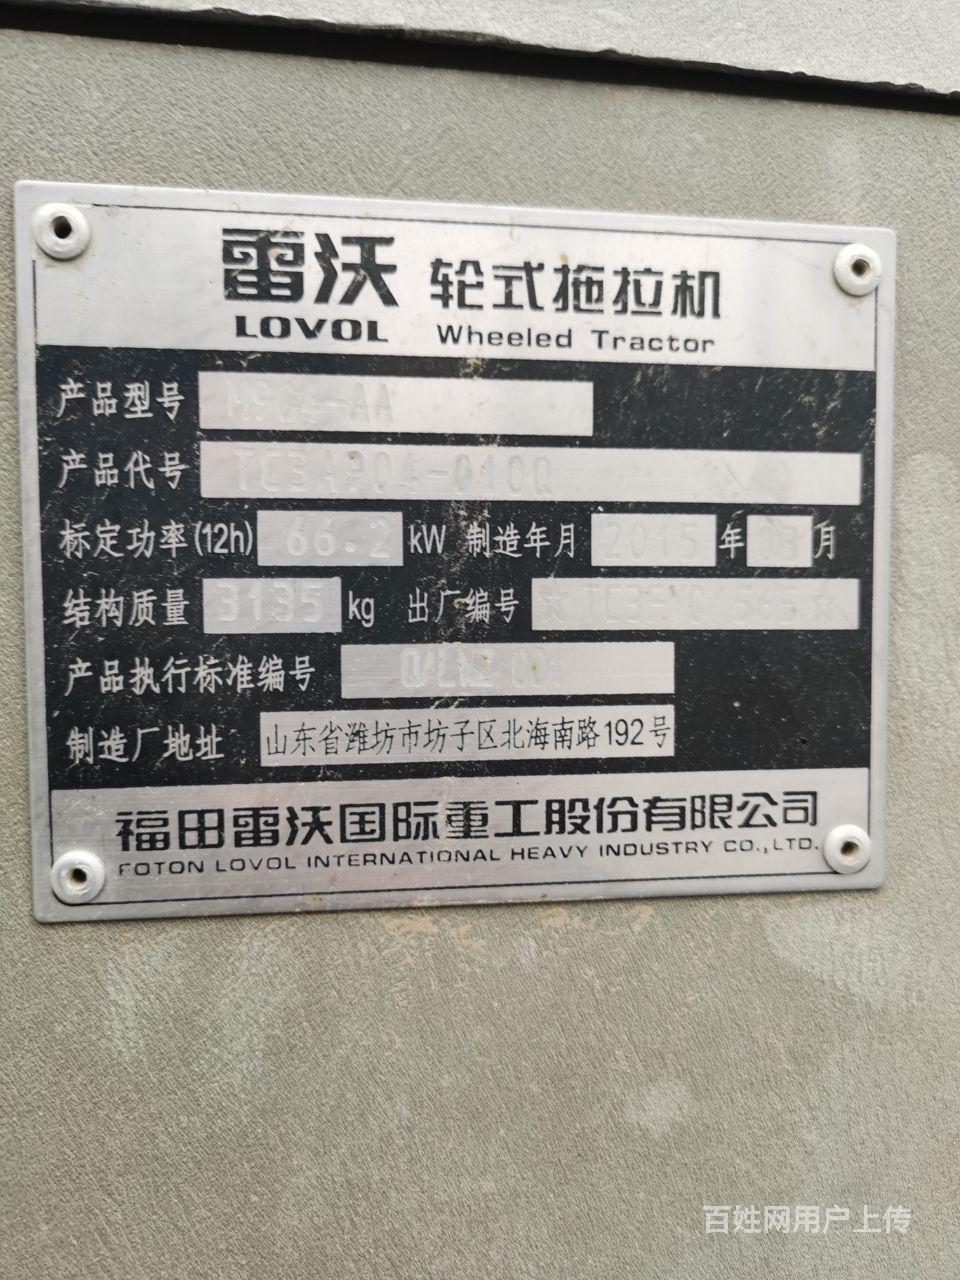 雷沃 轮式拖拉机
LOVOL Wheeled Tractor
产品型号 M904-AA
产品代号 TC3A904-010Q
标定功率(12h) 66.2 kW 制造年月 2015 年 03 月
结构质量 3135 kg 出厂编号
产品执行标准编号
制造厂地址 山东省潍坊市坊子区北海南路192号
福田雷沃国际重工股份有限公司
FOTON LOVOL INTERNATIONAL HEAVY INDUSTRY CO.,LTD.
百姓网用户上传